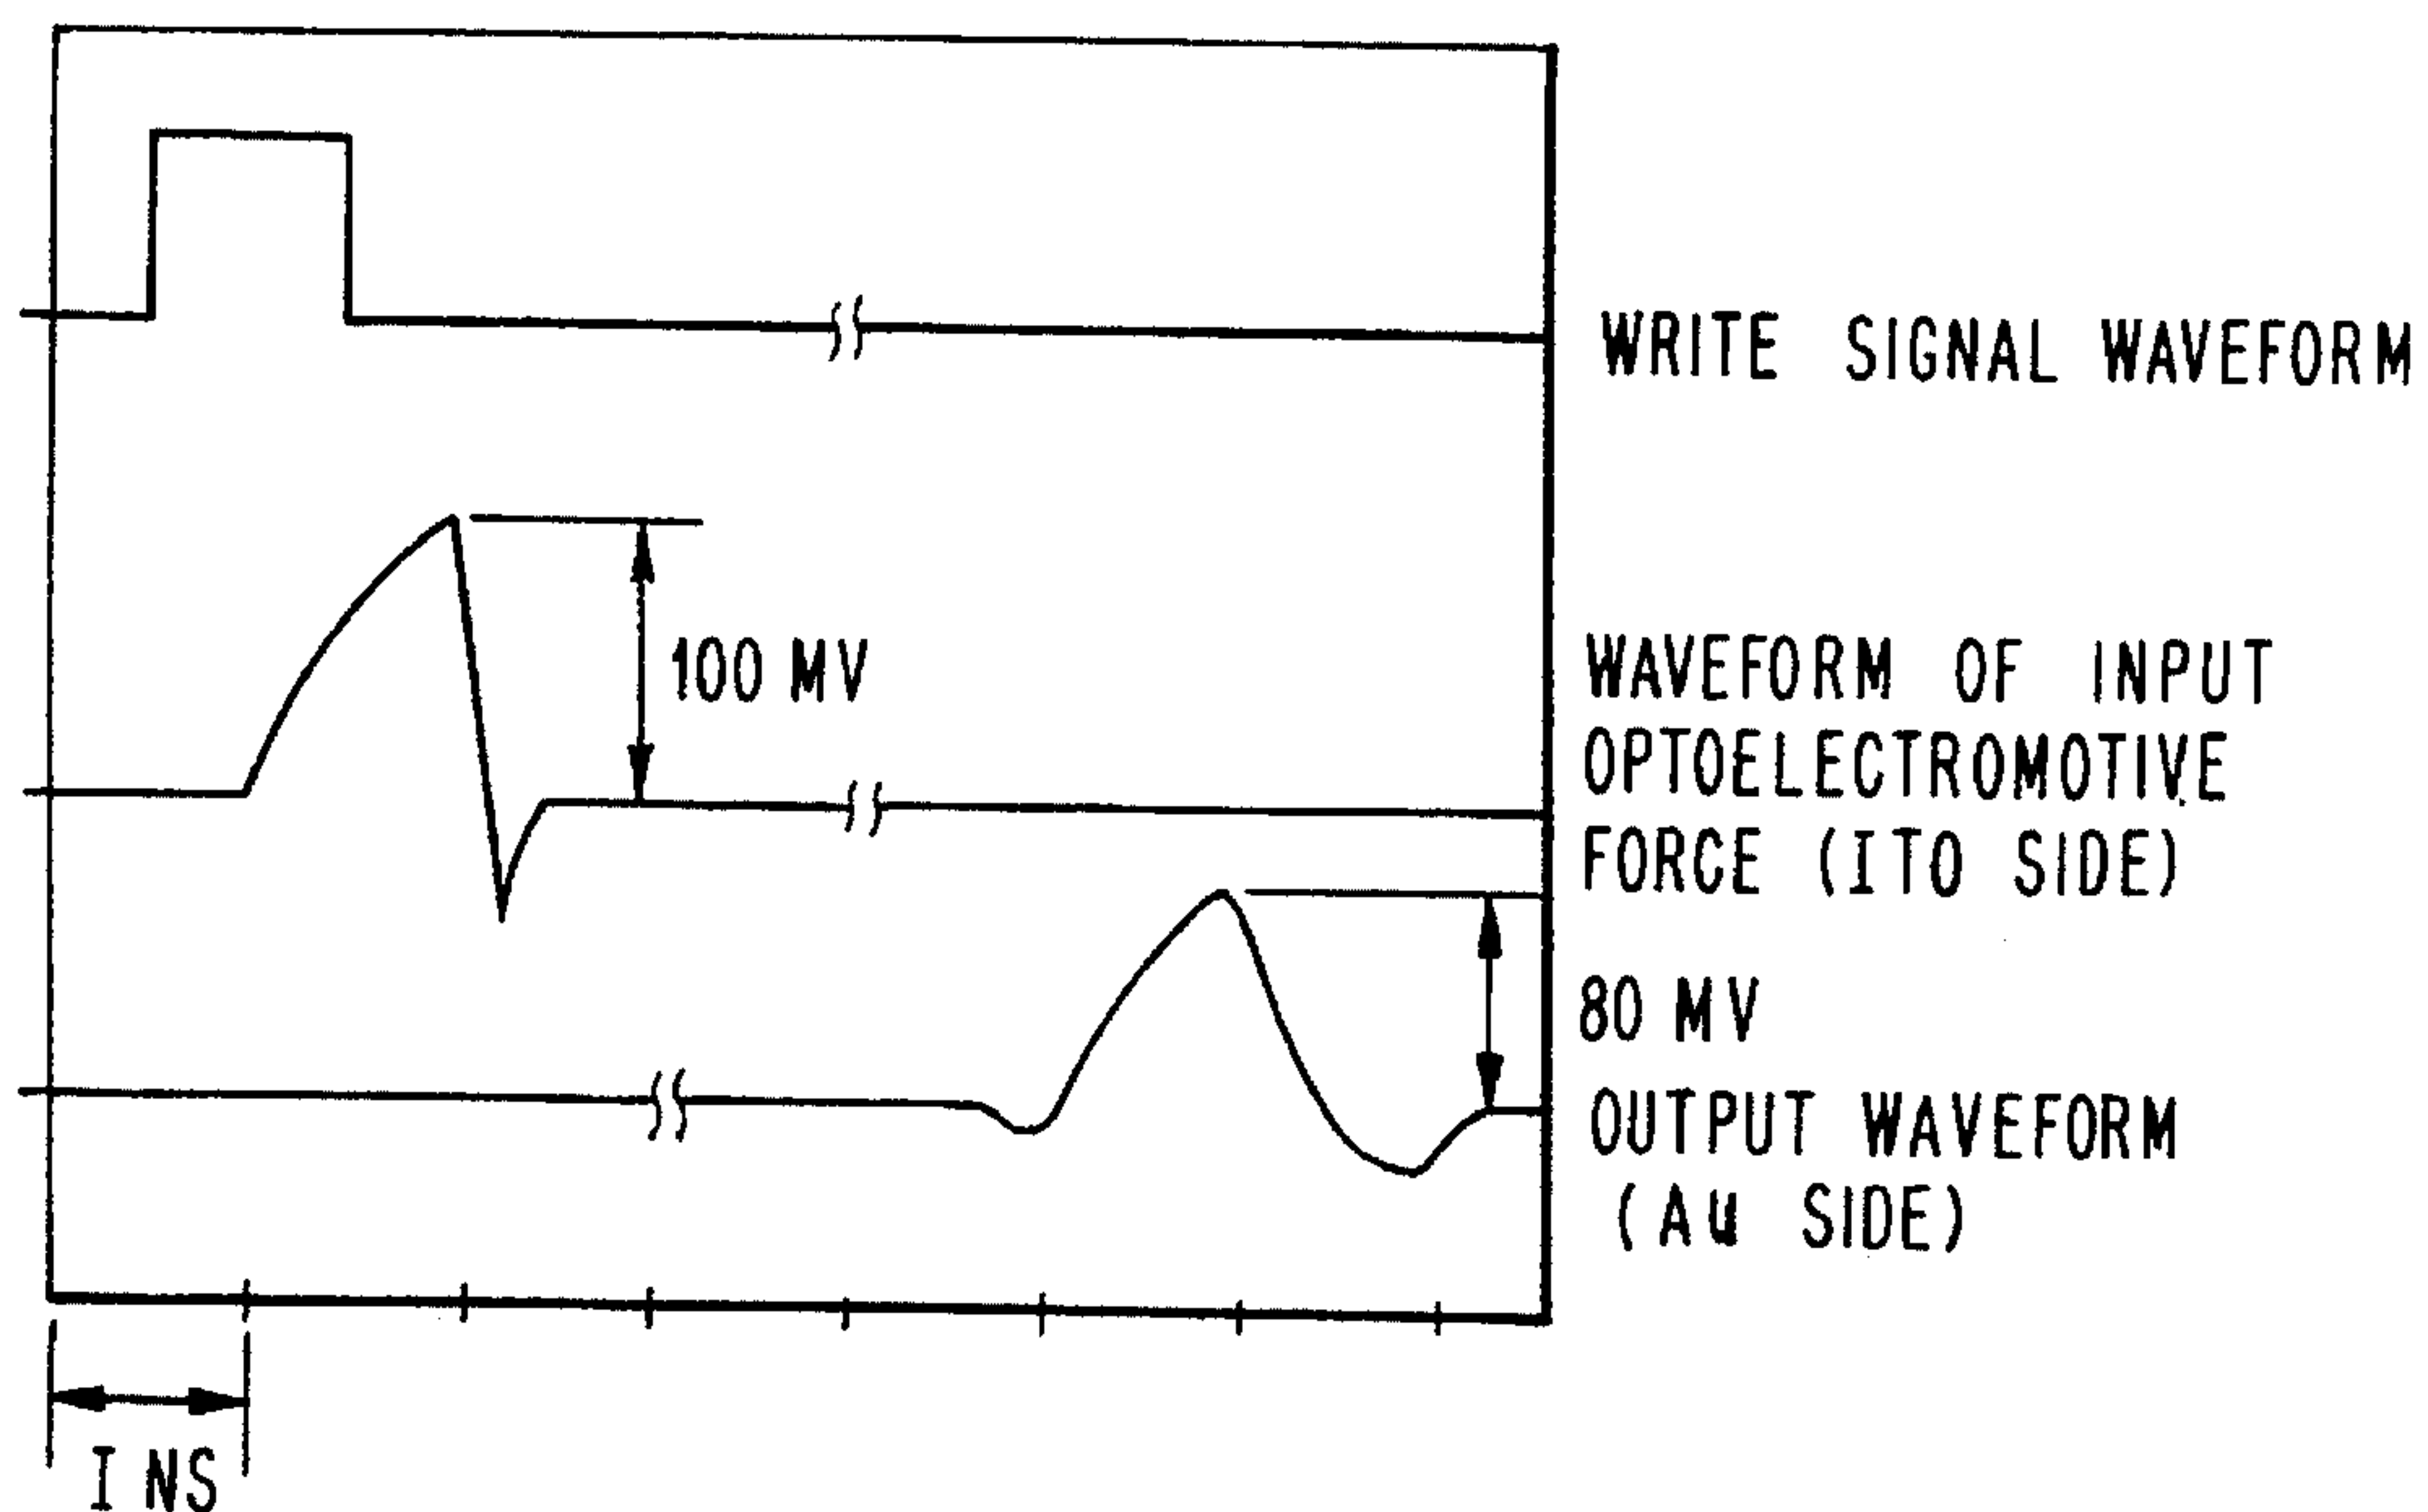 WRITE SIGNAL WAVEFORM
100 MV
WAVEFORM OF INPUT
OPTOELECTROMOTIVE
FORCE (ITO SIDE)
80 MV
OUTPUT WAVEFORM
(Au SIDE)
I NS